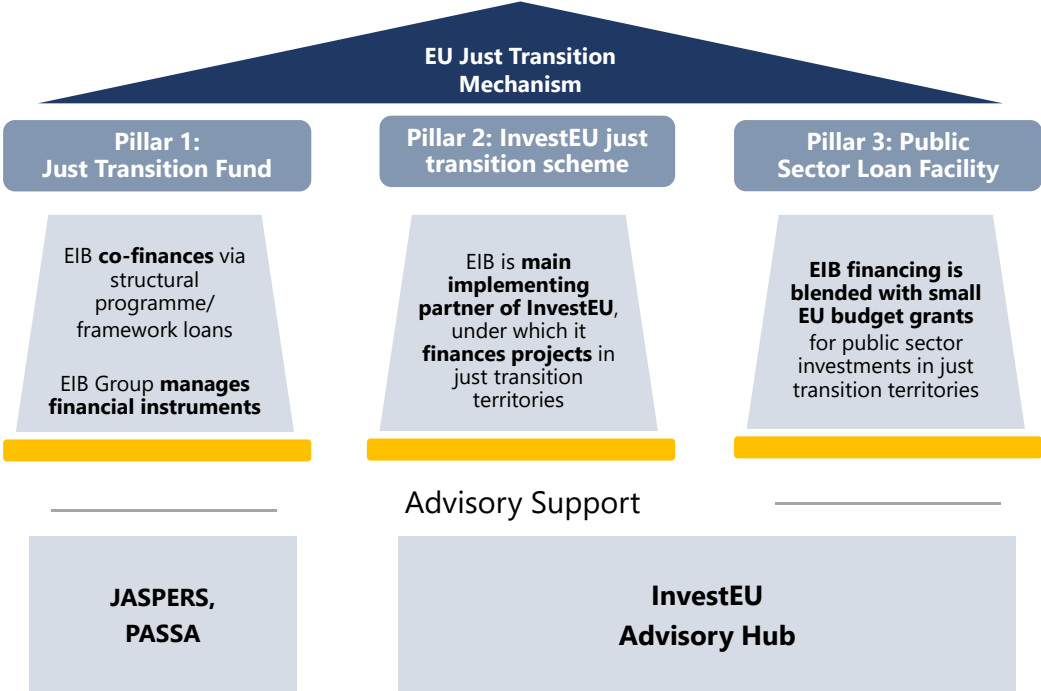 EU Just Transition
Mechanism
Pillar 1:
Just Transition Fund
Pillar 2: InvestEU just
transition scheme
Pillar 3: Public
Sector Loan Facility
EIB co-finances via
structural
programme/
framework loans
EIB Group manages
financial instruments
EIB is main
implementing
partner of InvestEU,
under which it
finances projects in
just transition
territories
EIB financing is
blended with small
EU budget grants
for public sector
investments in just
transition territories
Advisory Support
JASPERS,
PASSA
InvestEU
Advisory Hub